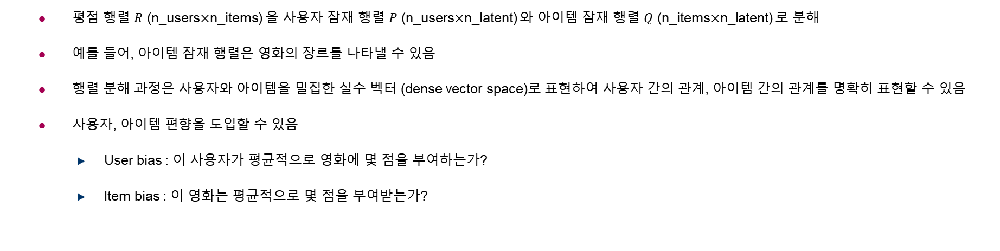 평점 행렬 R (n_users×n_items)을 사용자 잠재 행렬 P (n_users×n_latent)와 아이템 잠재 행렬 Q (n_items×n_latent)로 분해
예를 들어, 아이템 잠재 행렬은 영화의 장르를 나타낼 수 있음
행렬 분해 과정은 사용자와 아이템을 밀집한 실수 벡터 (dense vector space)로 표현하여 사용자 간의 관계, 아이템 간의 관계를 명확히 표현할 수 있음
사용자, 아이템 편향을 도입할 수 있음
User bias : 이 사용자가 평균적으로 영화에 몇 점을 부여하는가?
Item bias : 이 영화는 평균적으로 몇 점을 부여받는가?